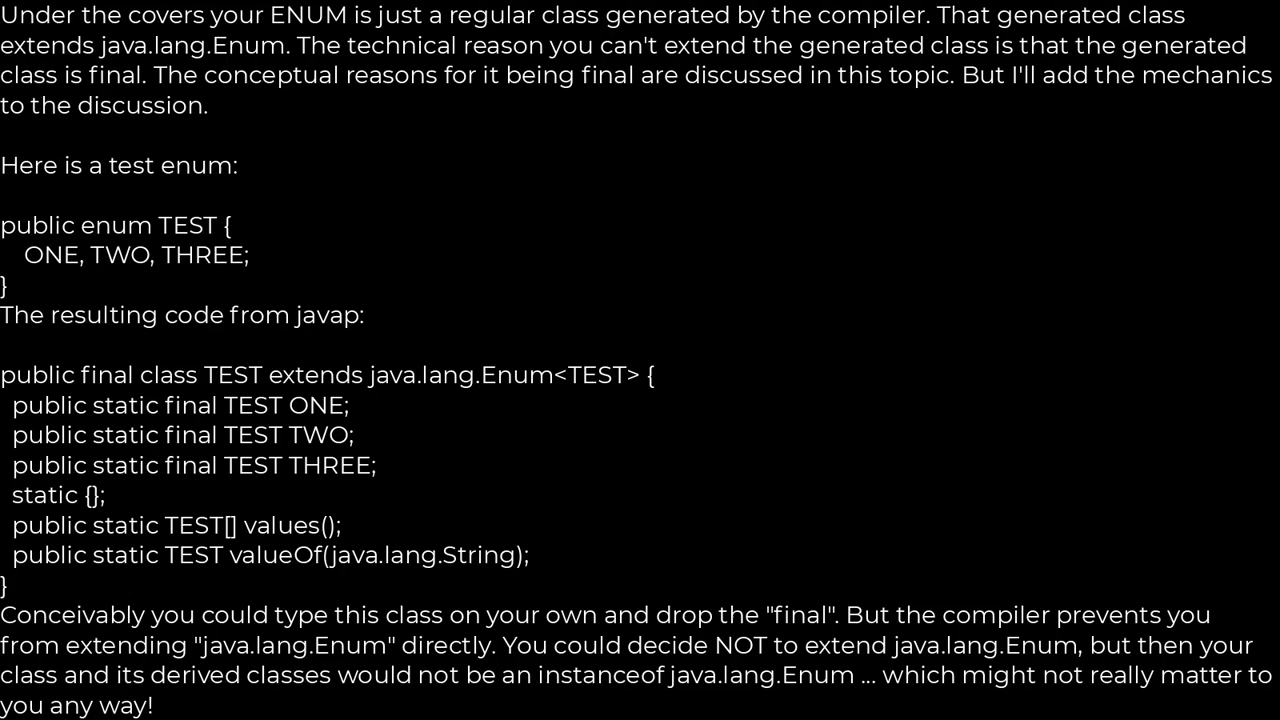 Under the covers your ENUM is just a regular class generated by the compiler. That generated class
extends java.lang.Enum. The technical reason you can't extend the generated class is that the generated
class is final. The conceptual reasons for it being final are discussed in this topic. But I'll add the mechanics
to the discussion.

Here is a test enum:

public enum TEST {
    ONE, TWO, THREE;
}
The resulting code from javap:

public final class TEST extends java.lang.Enum<TEST> {
  public static final TEST ONE;
  public static final TEST TWO;
  public static final TEST THREE;
  static {};
  public static TEST[] values();
  public static TEST valueOf(java.lang.String);
}
Conceivably you could type this class on your own and drop the "final". But the compiler prevents you
from extending "java.lang.Enum" directly. You could decide NOT to extend java.lang.Enum, but then your
class and its derived classes would not be an instanceof java.lang.Enum ... which might not really matter to
you any way!